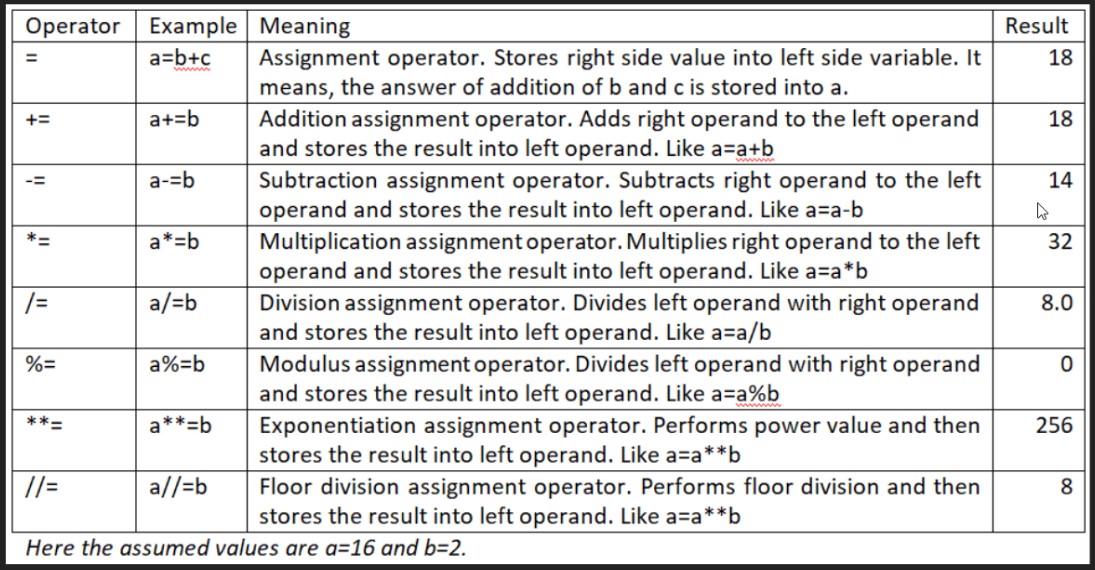 Operator Example Meaning Result
= a=b+c Assignment operator. Stores right side value into left side variable. It 18
means, the answer of addition of b and c is stored into a.
+= a+=b Addition assignment operator. Adds right operand to the left operand 18
and stores the result into left operand. Like a=a+b
-= a-=b Subtraction assignment operator. Subtracts right operand to the left 14
operand and stores the result into left operand. Like a=a-b
*= a*=b Multiplication assignment operator. Multiplies right operand to the left 32
operand and stores the result into left operand. Like a=a*b
/= a/=b Division assignment operator. Divides left operand with right operand 8.0
and stores the result into left operand. Like a=a/b
%= a%=b Modulus assignment operator. Divides left operand with right operand 0
and stores the result into left operand. Like a=a%b
**= a**=b Exponentiation assignment operator. Performs power value and then 256
stores the result into left operand. Like a=a**b
//= a//=b Floor division assignment operator. Performs floor division and then 8
stores the result into left operand. Like a=a**b
Here the assumed values are a=16 and b=2.